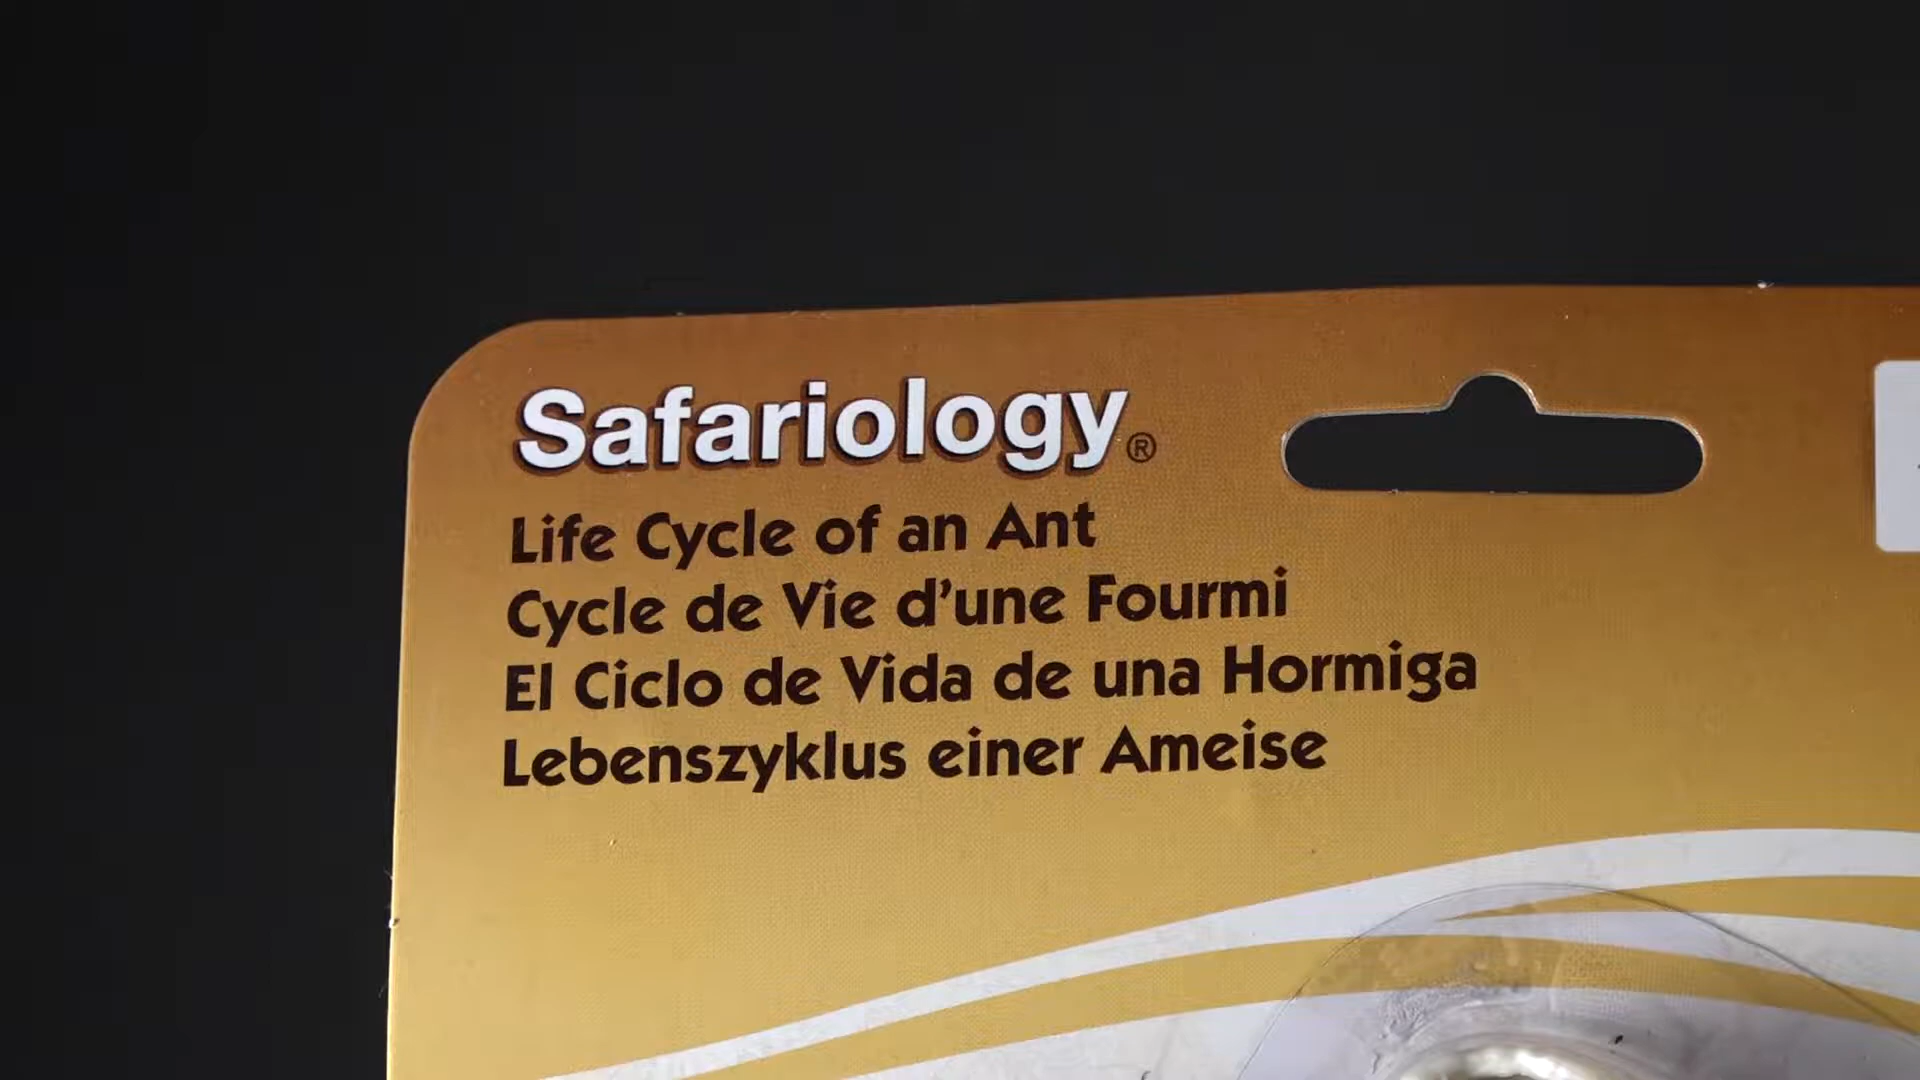 Safariology®
Life Cycle of an Ant
Cycle de Vie d'une Fourmi
El Ciclo de Vida de una Hormiga
Lebenszyklus einer Ameise